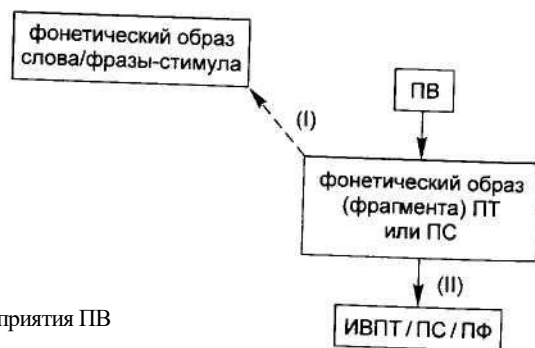 фонетический образ
слова/фразы-стимула
ПВ
(I)
фонетический образ
(фрагмента) ПТ
или ПС
(II)
приятия ПВ
ИВПТ / ПС / ПФ